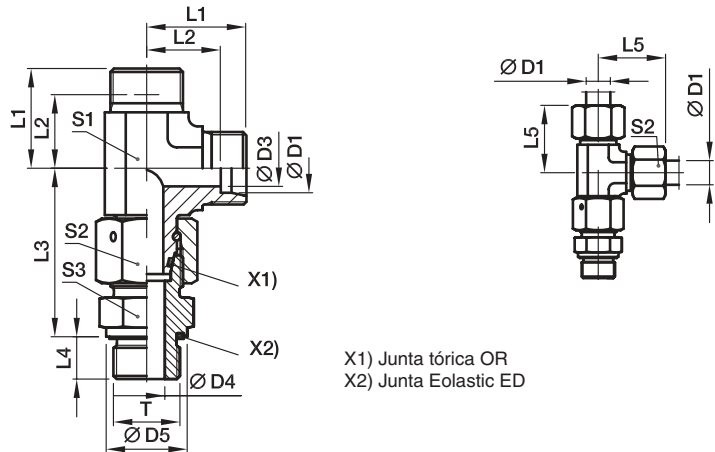 L1
L2
L1
L2
S1
Ø D3
Ø D1
L3
S2
S3
X1)
X2)
L4
Ø D4
T
Ø D5
L5
Ø D1
Ø D1
L5
S2
X1) Junta tórica OR
X2) Junta Eolastic ED